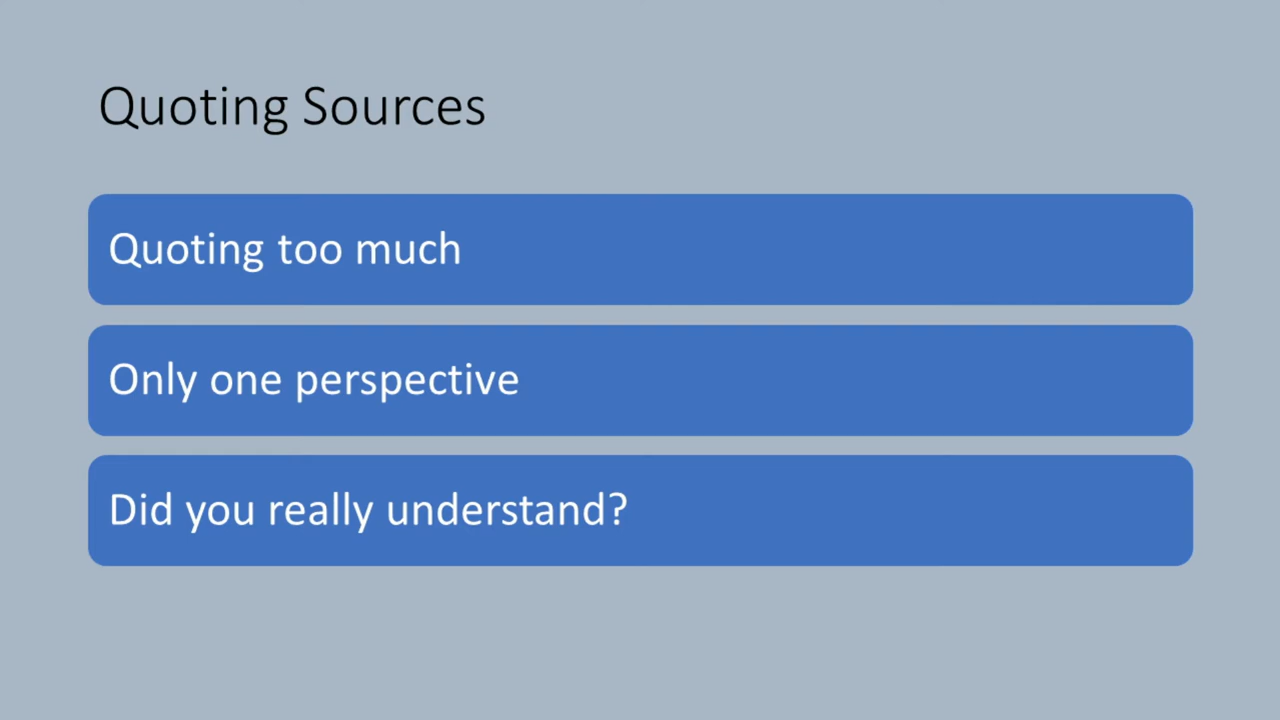 Quoting Sources
Quoting too much
Only one perspective
Did you really understand?